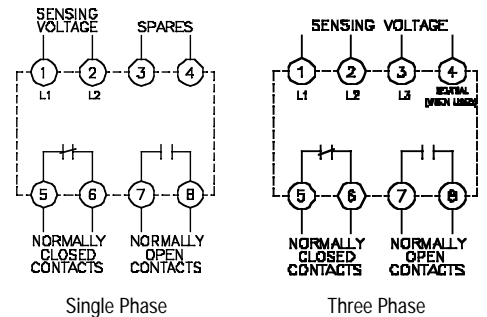 SENSING
VOLTAGE
SPARES
1 2 3 4
L1 L2
5 6 7 8
NORMALLY
CLOSED
CONTACTS
NORMALLY
OPEN
CONTACTS
Single Phase
SENSING VOLTAGE
1 2 3 4
L1 L2 L3 NEUTRAL
(WHEN USED)
5 6 7 8
NORMALLY
CLOSED
CONTACTS
NORMALLY
OPEN
CONTACTS
Three Phase